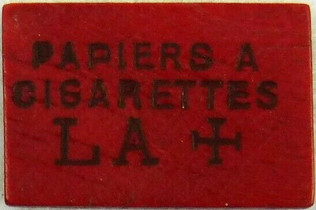 PAPIERS A
CIGARETTES
LA +